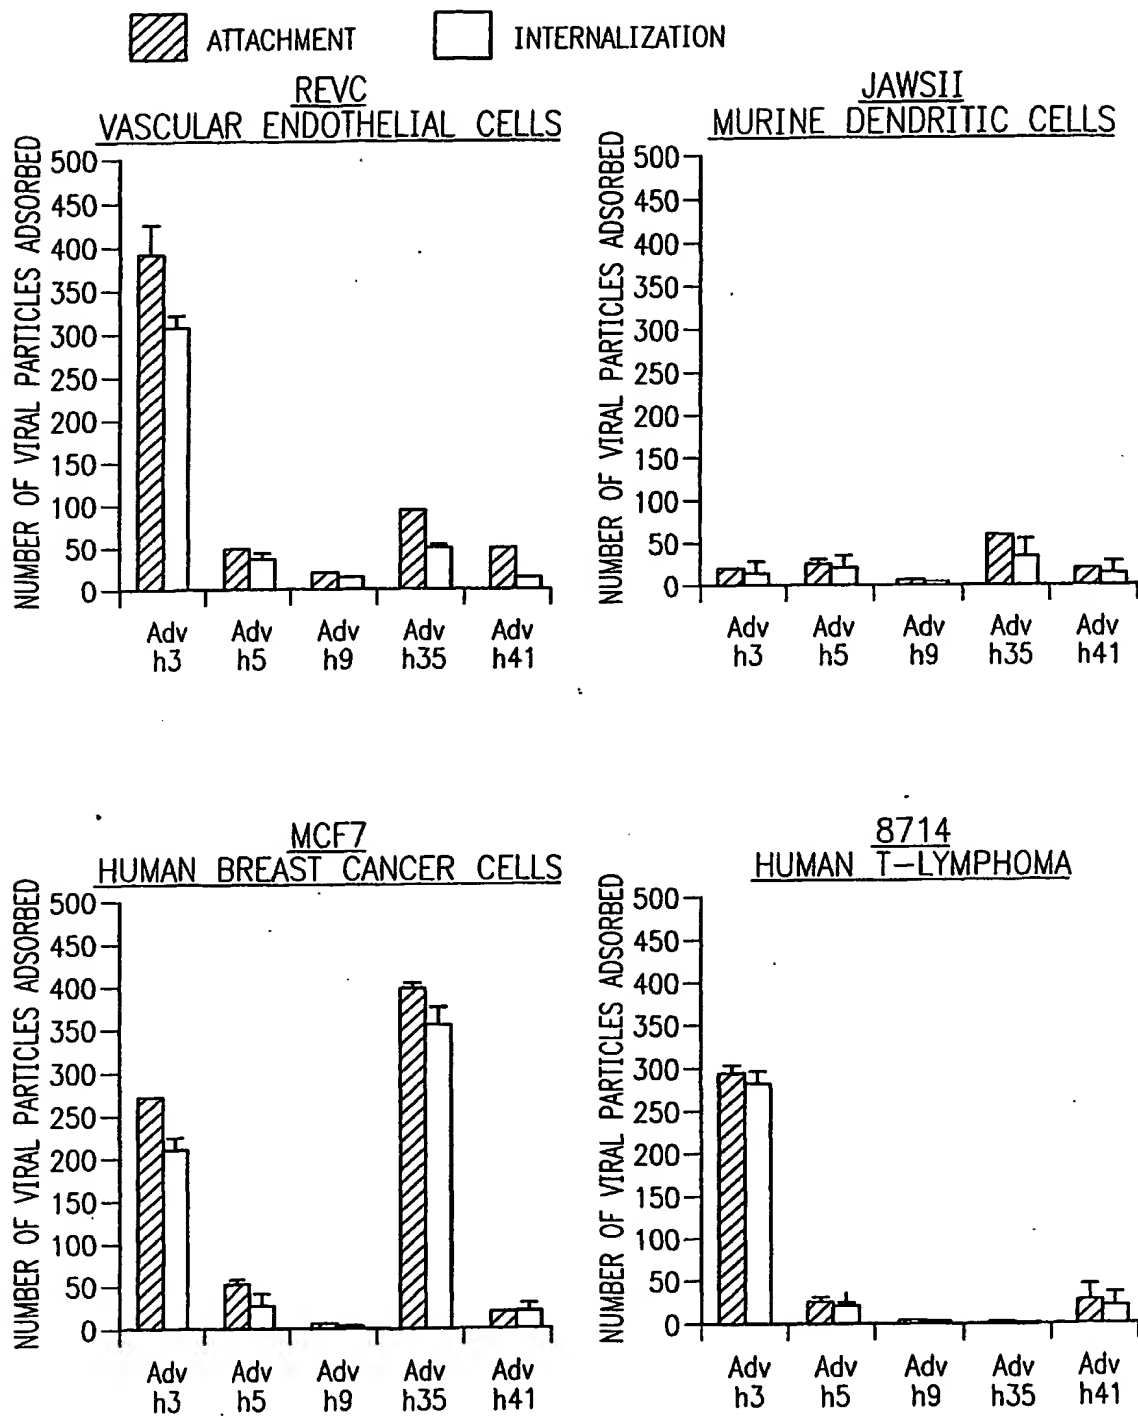 ATTACHMENT
INTERNALIZATION
REVC
VASCULAR ENDOTHELIAL CELLS
NUMBER OF VIRAL PARTICLES ADSORBED
500
450
400
350
300
250
200
150
100
50
0
Adv Adv Adv Adv Adv
h3 h5 h9 h35 h41
JAWSII
MURINE DENDRITIC CELLS
NUMBER OF VIRAL PARTICLES ADSORBED
500
450
400
350
300
250
200
150
100
50
0
Adv Adv Adv Adv Adv
h3 h5 h9 h35 h41
MCF7
HUMAN BREAST CANCER CELLS
NUMBER OF VIRAL PARTICLES ADSORBED
500
450
400
350
300
250
200
150
100
50
0
Adv Adv Adv Adv Adv
h3 h5 h9 h35 h41
8714
HUMAN T-LYMPHOMA
NUMBER OF VIRAL PARTICLES ADSORBED
500
450
400
350
300
250
200
150
100
50
0
Adv Adv Adv Adv Adv
h3 h5 h9 h35 h41